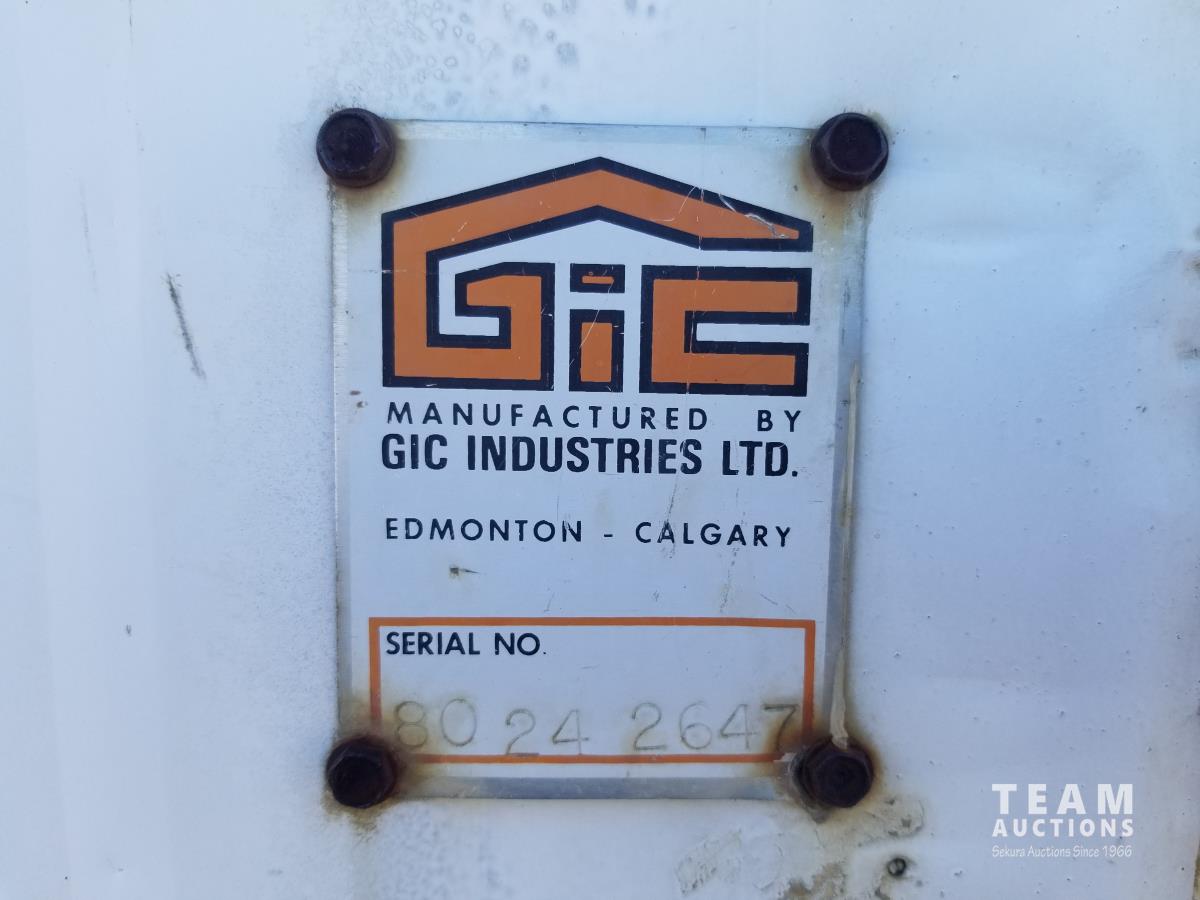 GiC
MANUFACTURED BY
GIC INDUSTRIES LTD.
EDMONTON - CALGARY
SERIAL NO.
80 24 2647
TEAM
AUCTIONS
Sekura Auctions Since 1966